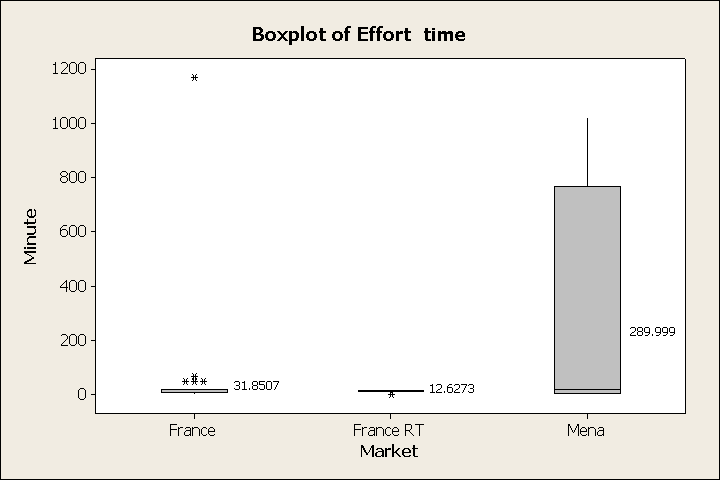 Boxplot of Effort time
1200
1000
800
600
400
200
0
Minute
31.8507
12.6273
289.999
France
France RT
Mena
Market